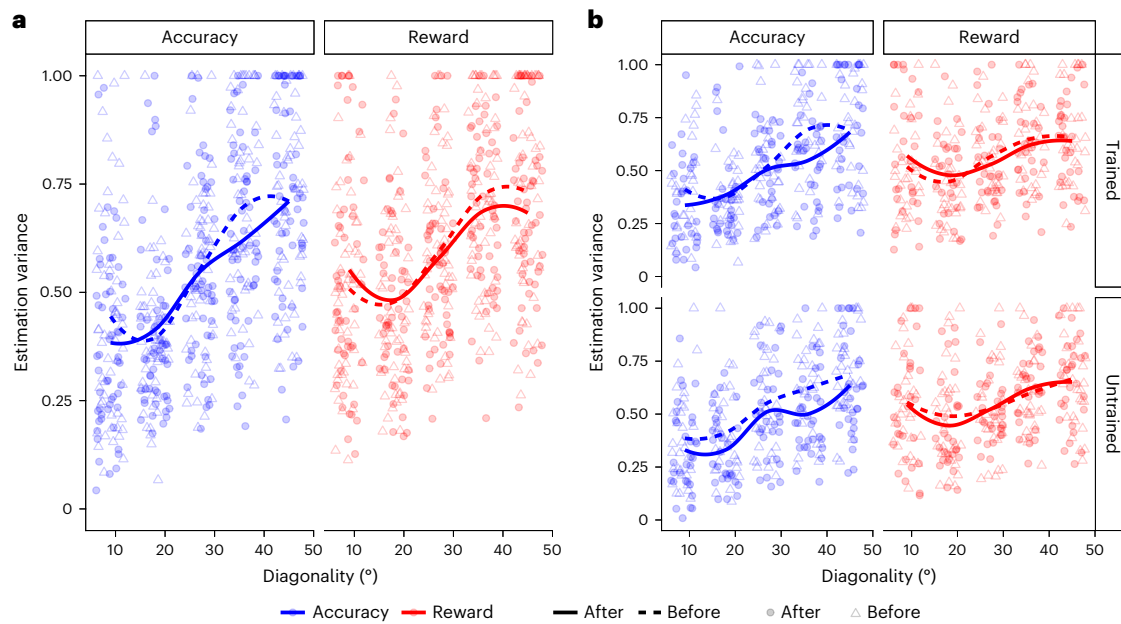 a
Accuracy
Reward
1.00
0.75
0.50
0.25
0
Estimation variance
10 20 30 40 50
10 20 30 40 50
Diagonality (°)
b
Accuracy
Reward
1.00
0.75
0.50
0.25
0
Estimation variance
Trained
1.00
0.75
0.50
0.25
0
Estimation variance
Untrained
10 20 30 40
10 20 30 40 50
Diagonality (°)
Accuracy Reward After Before After Before